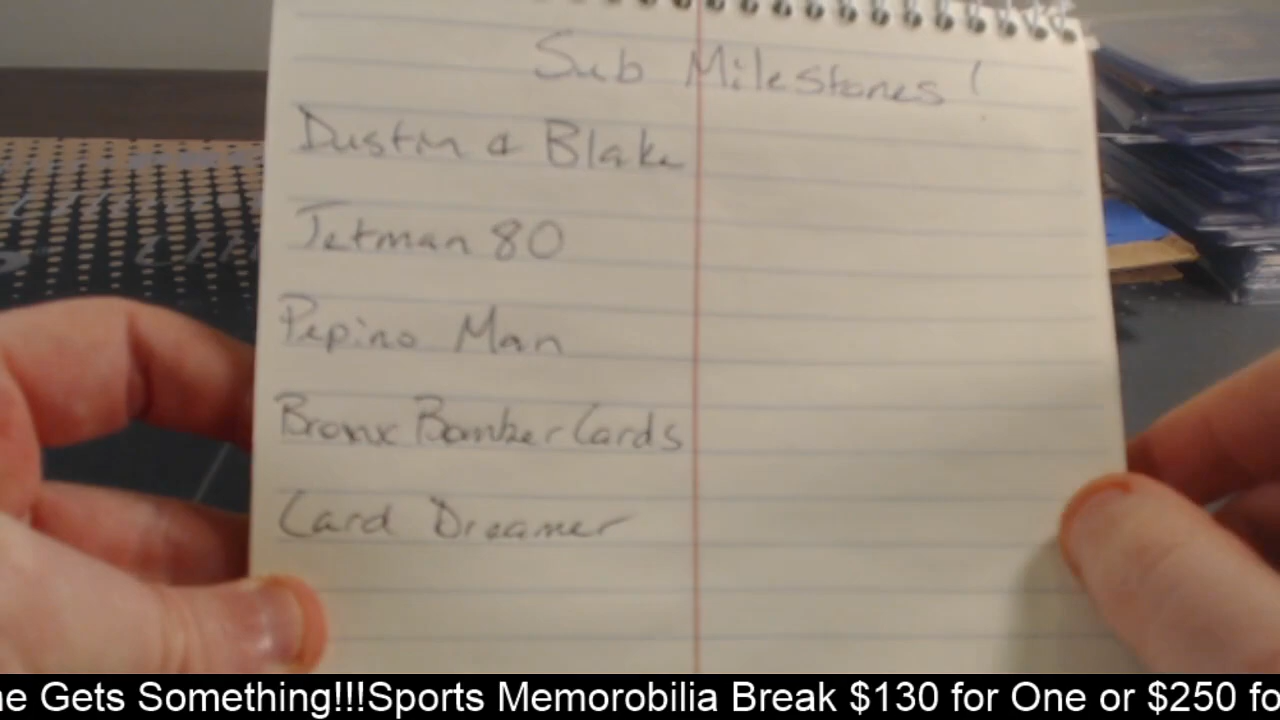 Sub Milestones!
Dustin & Blake
Jetman 80
Pepino Man
Bronx Bomber Cards
Card Dreamer
ne Gets Something!!!Sports Memorobilia Break $130 for One or $250 fo